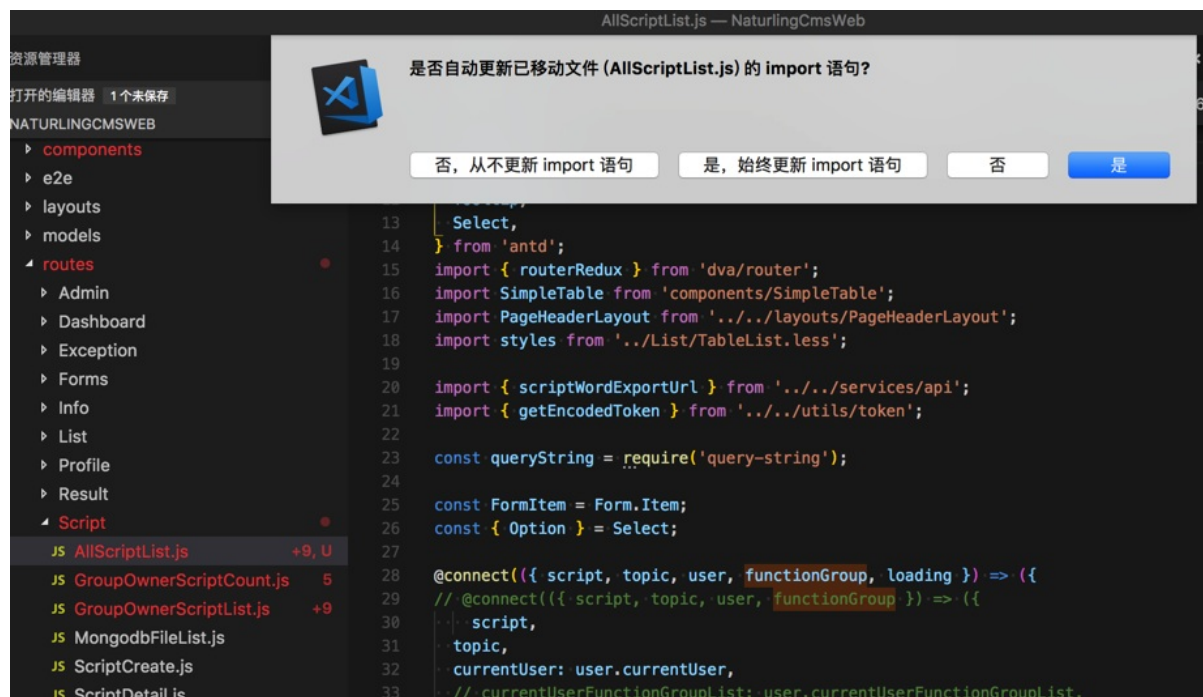 AllScriptList.js — NaturlingCmsWeb
资源管理器
打开的编辑器 1个未保存
NATURLINGCMSWEB
components
e2e
layouts
models
routes
Admin
Dashboard
Exception
Forms
Info
List
Profile
Result
Script
JS AllScriptList.js +9, U
JS GroupOwnerScriptCount.js 5
JS GroupOwnerScriptList.js +9
JS MongodbFileList.js
JS ScriptCreate.js
JS ScriptDetail.js
是否自动更新已移动文件(AllScriptList.js)的 import 语句?
否，从不更新 import 语句
是，始终更新 import 语句
否
是
13 Select,
14 } from 'antd';
15 import { routerRedux } from 'dva/router';
16 import SimpleTable from 'components/SimpleTable';
17 import PageHeaderLayout from '../../layouts/PageHeaderLayout';
18 import styles from '../List/TableList.less';
19
20 import { scriptWordExportUrl } from '../../services/api';
21 import { getEncodedToken } from '../../utils/token';
22
23 const queryString = require('query-string');
24
25 const FormItem = Form.Item;
26 const { Option } = Select;
27
28 @connect(({ script, topic, user, functionGroup, loading }) => ({
29 // @connect(({ script, topic, user, functionGroup }) => ({
30 script,
31 topic,
32 currentUser: user.currentUser,
33 // currentUserFunctionGroupList: user.currentUserFunctionGroupList,